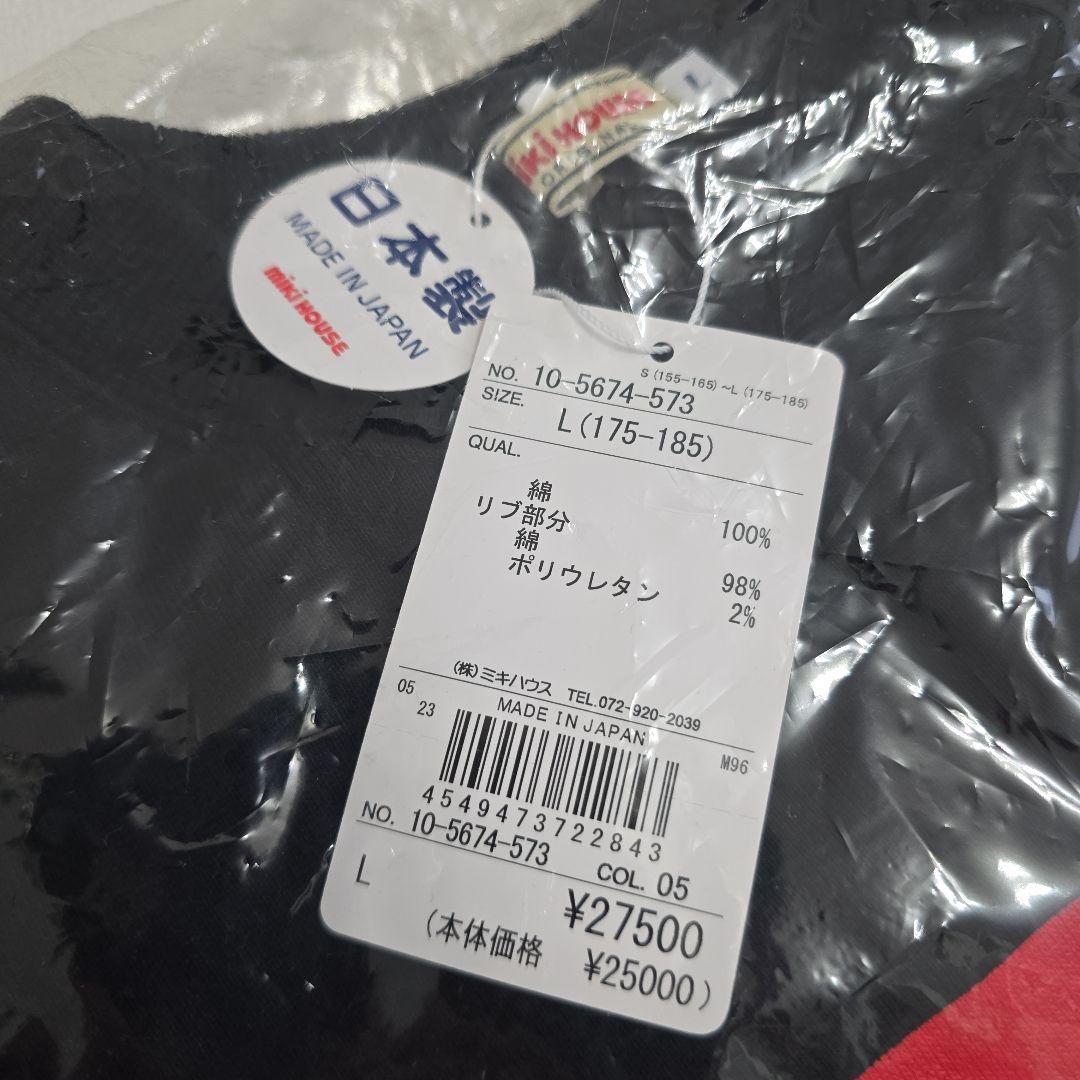 L
miki HOUSE
ORIGINAL
日本製
MADE IN JAPAN
miki HOUSE
S (155-165) ~L (175-185)
NO. 10-5674-573
SIZE. L (175-185)
QUAL.
綿 100%
リブ部分
綿 98%
ポリウレタン 2%
(株) ミキハウス TEL.072-920-2039
05 MADE IN JAPAN
23 M96
4549473722843
NO. 10-5674-573 COL. 05
L ¥27500
(本体価格 ¥25000)